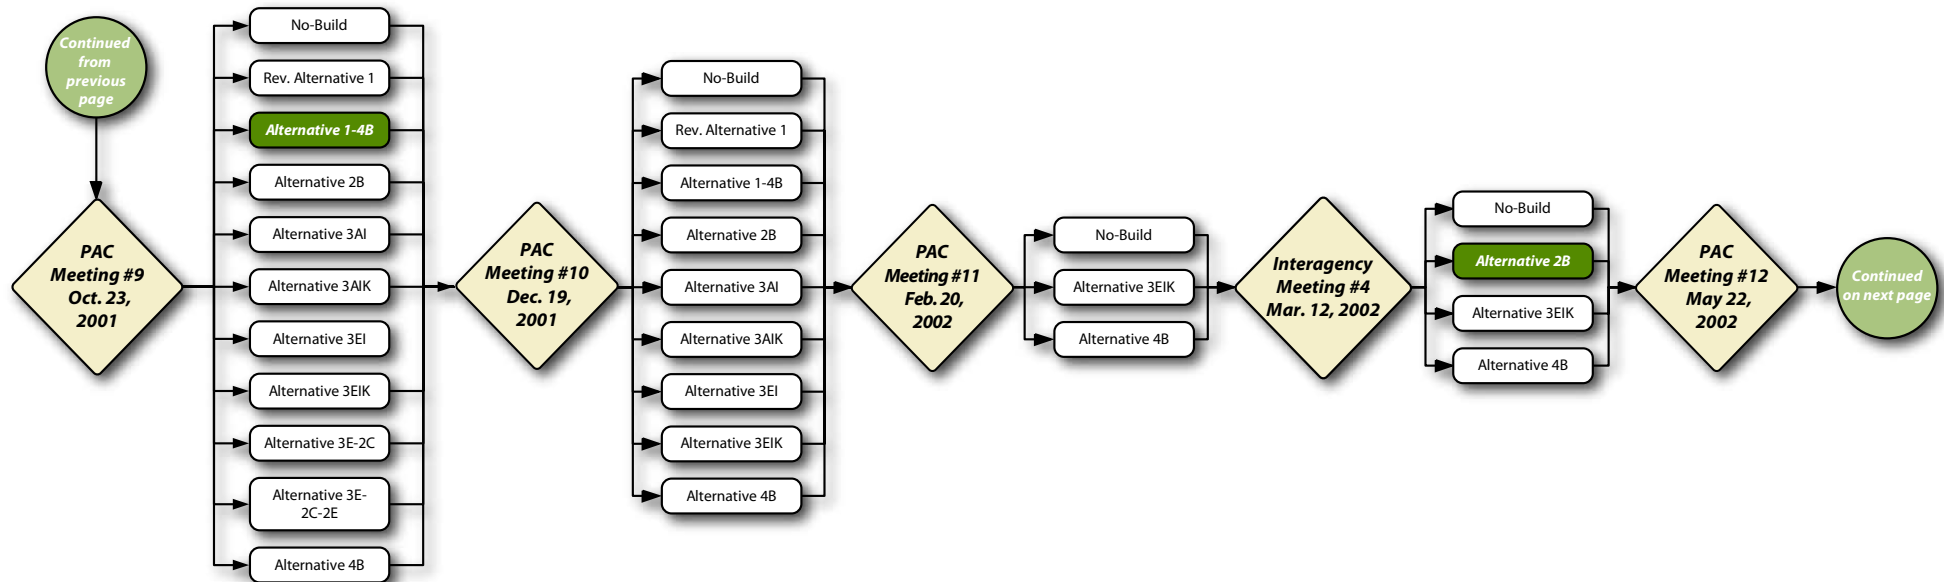 Continued
from
previous
page
PAC
Meeting #9
Oct. 23,
2001
No-Build
Rev. Alternative 1
Alternative 1-4B
Alternative 2B
Alternative 3AI
Alternative 3AIK
Alternative 3EI
Alternative 3EIK
Alternative 3E-2C
Alternative 3E-
2C-2E
Alternative 4B
PAC
Meeting #10
Dec. 19,
2001
No-Build
Rev. Alternative 1
Alternative 1-4B
Alternative 2B
Alternative 3AI
Alternative 3AIK
Alternative 3EI
Alternative 3EIK
Alternative 4B
PAC
Meeting #11
Feb. 20,
2002
No-Build
Alternative 3EIK
Alternative 4B
Interagency
Meeting #4
Mar. 12, 2002
No-Build
Alternative 2B
Alternative 3EIK
Alternative 4B
PAC
Meeting #12
May 22,
2002
Continued
on next page